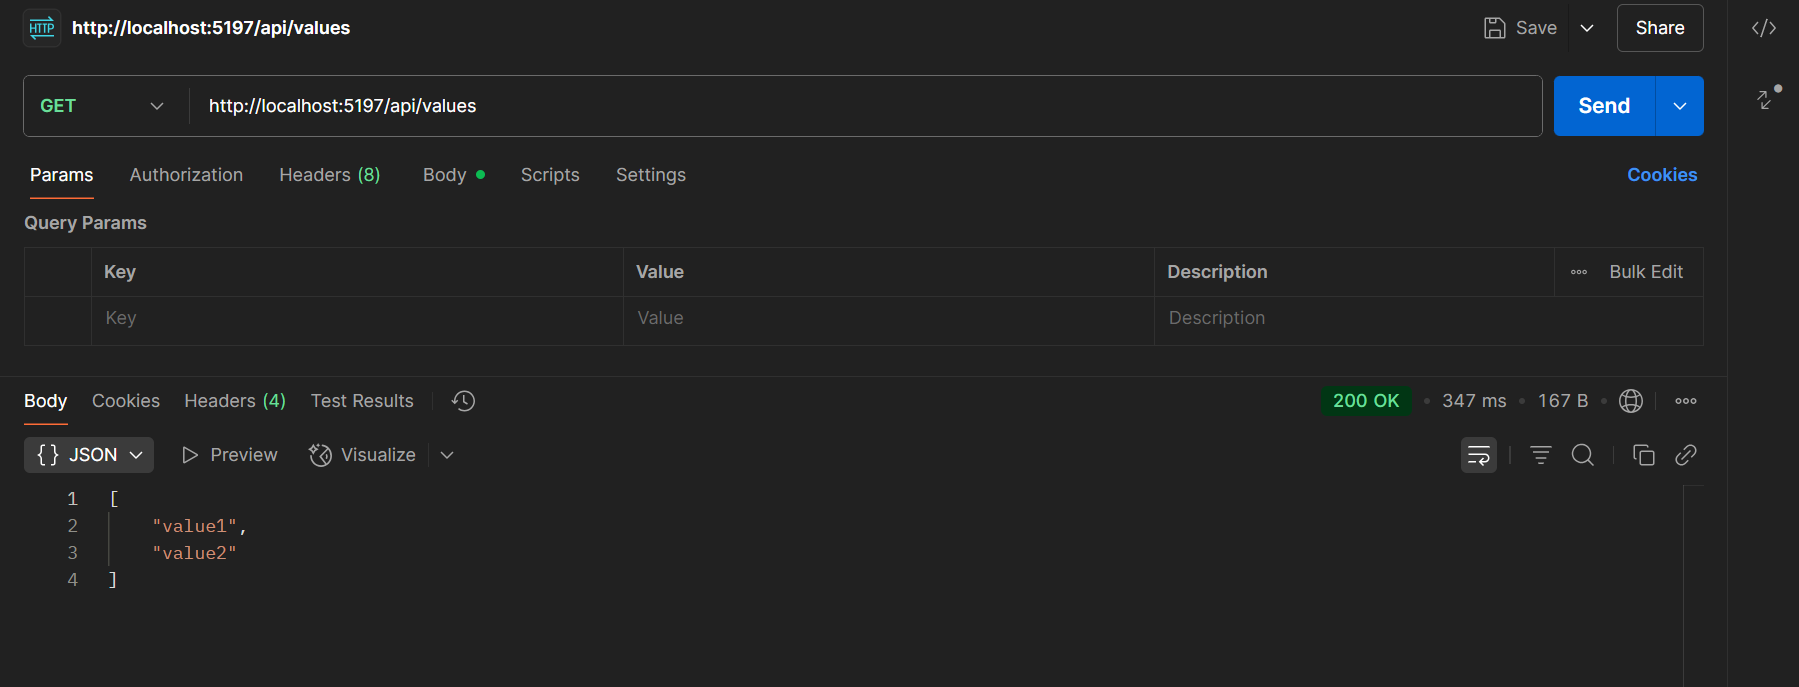 HTTP http://localhost:5197/api/values Save Share
GET http://localhost:5197/api/values Send
Params Authorization Headers (8) Body Scripts Settings Cookies
Query Params
Key Value Description Bulk Edit
Key Value Description
Body Cookies Headers (4) Test Results 200 OK 347 ms 167 B
{} JSON Preview Visualize
1 [
2 "value1",
3 "value2"
4 ]